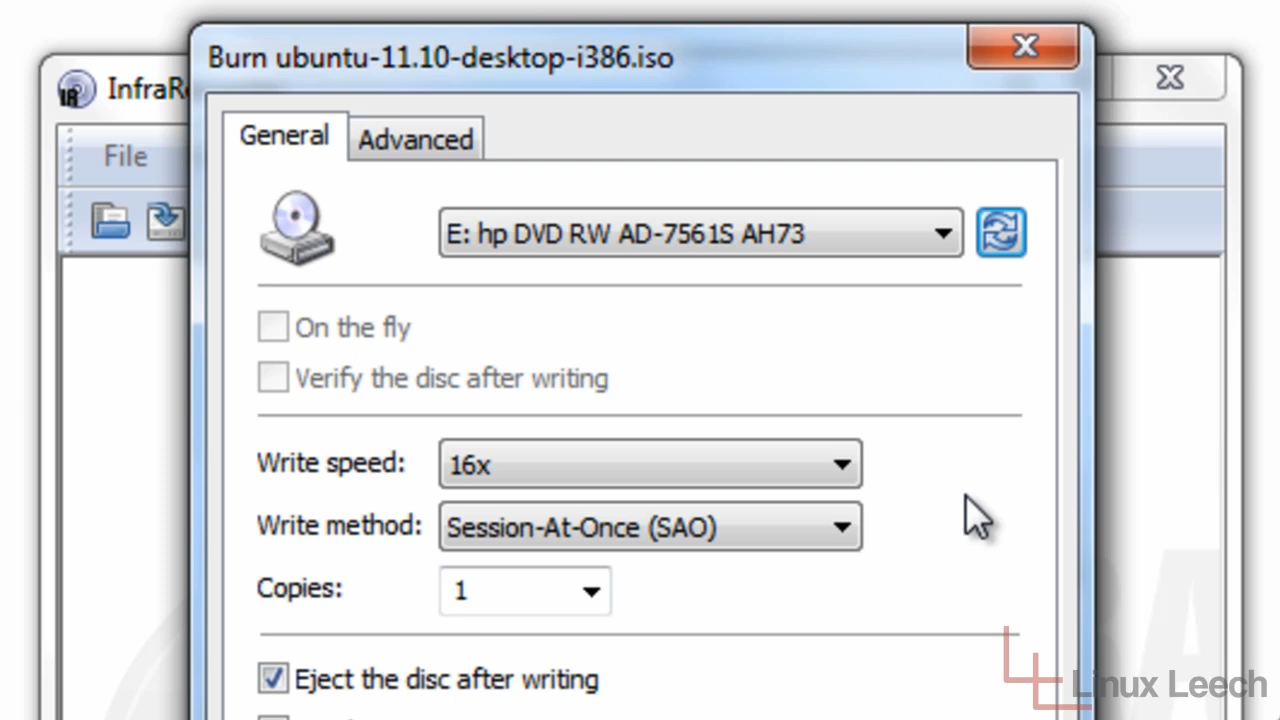 Burn ubuntu-11.10-desktop-i386.iso
InfraR
File
General
Advanced
E: hp DVD RW AD-7561S AH73
On the fly
Verify the disc after writing
Write speed:
16x
Write method:
Session-At-Once (SAO)
Copies:
1
Eject the disc after writing
Linux Leech